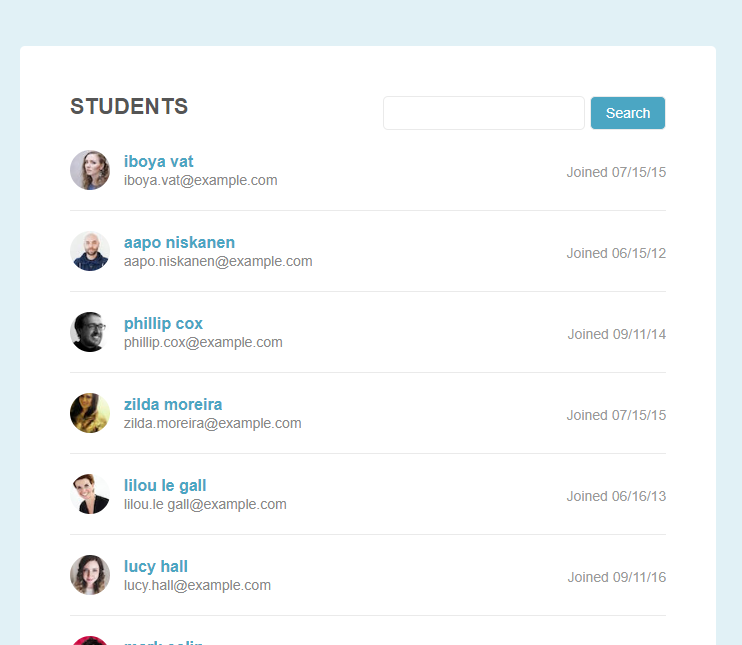 STUDENTS
Search
iboya vat
iboya.vat@example.com
Joined 07/15/15
aapo niskanen
aapo.niskanen@example.com
Joined 06/15/12
phillip cox
phillip.cox@example.com
Joined 09/11/14
zilda moreira
zilda.moreira@example.com
Joined 07/15/15
lilou le gall
lilou.le gall@example.com
Joined 06/16/13
lucy hall
lucy.hall@example.com
Joined 09/11/16